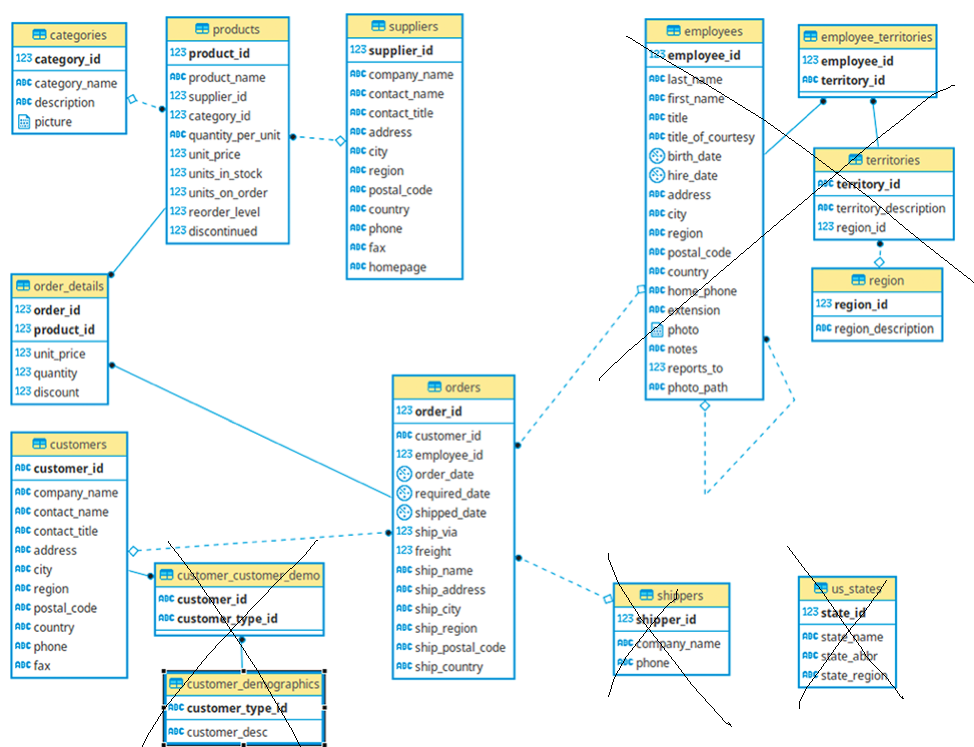 categories
123 category_id
ABC category_name
ABC description
picture
products
123 product_id
ABC product_name
123 supplier_id
123 category_id
ABC quantity_per_unit
123 unit_price
123 units_in_stock
123 units_on_order
123 reorder_level
123 discontinued
suppliers
123 supplier_id
ABC company_name
ABC contact_name
ABC contact_title
ABC address
ABC city
ABC region
ABC postal_code
ABC country
ABC phone
ABC fax
ABC homepage
employees
123 employee_id
ABC last_name
ABC first_name
ABC title
ABC title_of_courtesy
birth_date
hire_date
ABC address
ABC city
ABC region
ABC postal_code
ABC country
ABC home_phone
ABC extension
photo
ABC notes
123 reports_to
ABC photo_path
employee_territories
123 employee_id
ABC territory_id
territories
ABC territory_id
ABC territory_description
123 region_id
region
123 region_id
ABC region_description
order_details
123 order_id
123 product_id
123 unit_price
123 quantity
123 discount
customers
ABC customer_id
ABC company_name
ABC contact_name
ABC contact_title
ABC address
ABC city
ABC region
ABC postal_code
ABC country
ABC phone
ABC fax
orders
123 order_id
ABC customer_id
123 employee_id
order_date
required_date
shipped_date
123 ship_via
123 freight
ABC ship_name
ABC ship_address
ABC ship_city
ABC ship_region
ABC ship_postal_code
ABC ship_country
customer_customer_demo
ABC customer_id
ABC customer_type_id
customer_demographics
ABC customer_type_id
ABC customer_desc
shippers
123 shipper_id
ABC company_name
ABC phone
us_states
123 state_id
ABC state_name
ABC state_abbr
ABC state_region